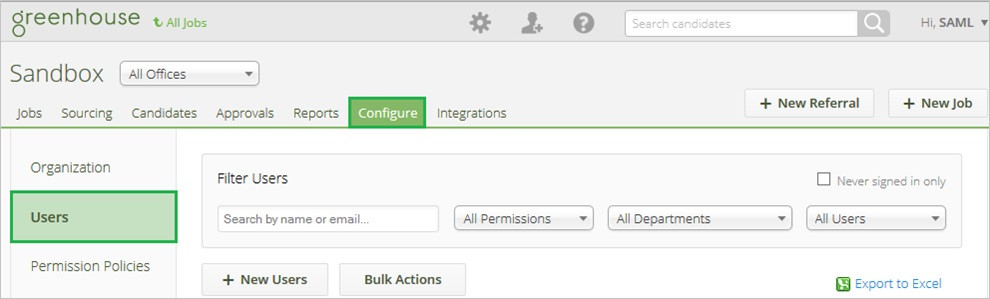 greenhouse All Jobs ? Search candidates Hi, SAML
Sandbox All Offices
Jobs Sourcing Candidates Approvals Reports Configure Integrations + New Referral + New Job
Organization
Filter Users Never signed in only
Users Search by name or email... All Permissions All Departments All Users
Permission Policies
+ New Users Bulk Actions Export to Excel